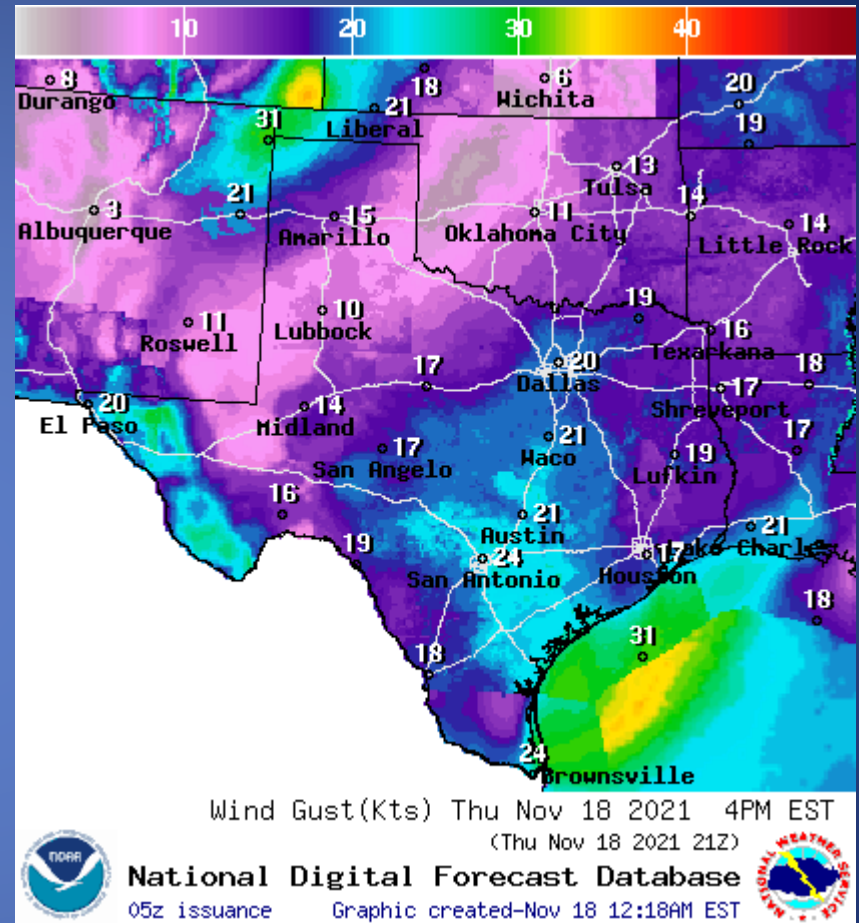 10 20 30 40
8 18 6
Durango Wichita 20
21
Liberal
31 19
13
Tulsa
3 21 15 11 14 14
Albuquerque Amarillo Oklahoma City Little Rock
10 19
11 Lubbock
Roswell 16
Texarkana
20 18
17 Dallas 17
20 14 Shreveport
El Paso Midland
17 21 19 17
San Angelo Waco Lufkin
16 21 21
Austin Lake Charles
19 24 17
San Antonio Houston
18
31
18
24
Brownsville
Wind Gust(Kts) Thu Nov 18 2021 4PM EST
(Thu Nov 18 2021 21Z)
NOAA
National Digital Forecast Database
05z issuance Graphic created-Nov 18 12:18AM EST
NATIONAL WEATHER SERVICE